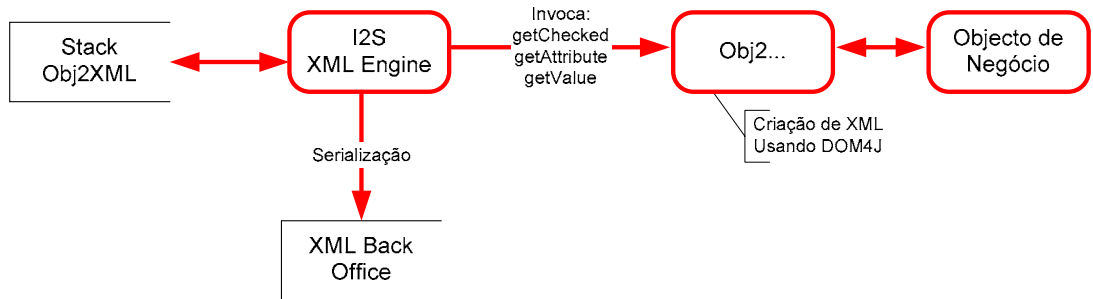 Stack
Obj2XML
I2S
XML Engine
Invoca:
getChecked
getAttribute
getValue
Obj2...
Objecto de
Negócio
Criação de XML
Usando DOM4J
Serialização
XML Back
Office